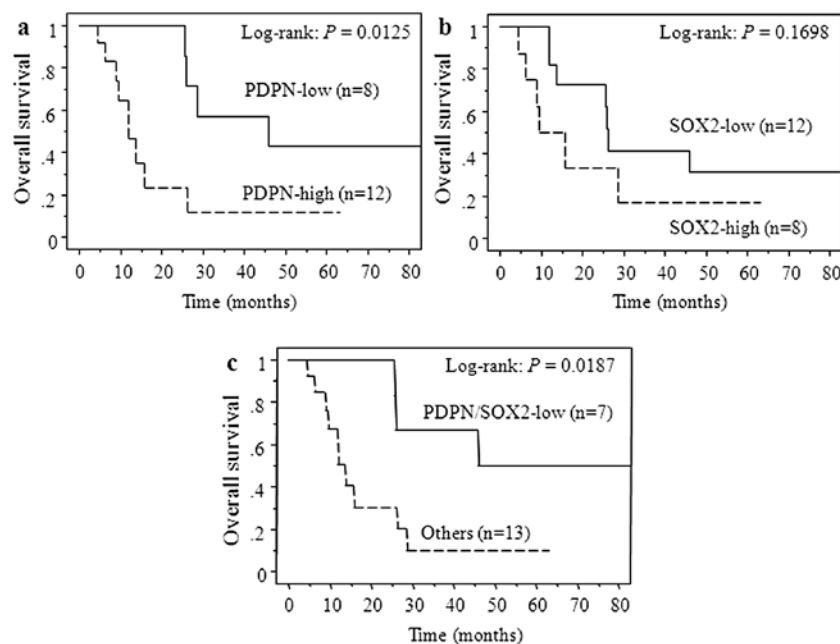 a
Log-rank: P = 0.0125
1
.8
.6
.4
.2
0
Overall survival
PDPN-low (n=8)
PDPN-high (n=12)
0 10 20 30 40 50 60 70 80
Time (months)
b
Log-rank: P = 0.1698
1
.8
.6
.4
.2
0
Overall survival
SOX2-low (n=12)
SOX2-high (n=8)
0 10 20 30 40 50 60 70 80
Time (months)
c
Log-rank: P = 0.0187
1
.8
.6
.4
.2
0
Overall survival
PDPN/SOX2-low (n=7)
Others (n=13)
0 10 20 30 40 50 60 70 80
Time (months)